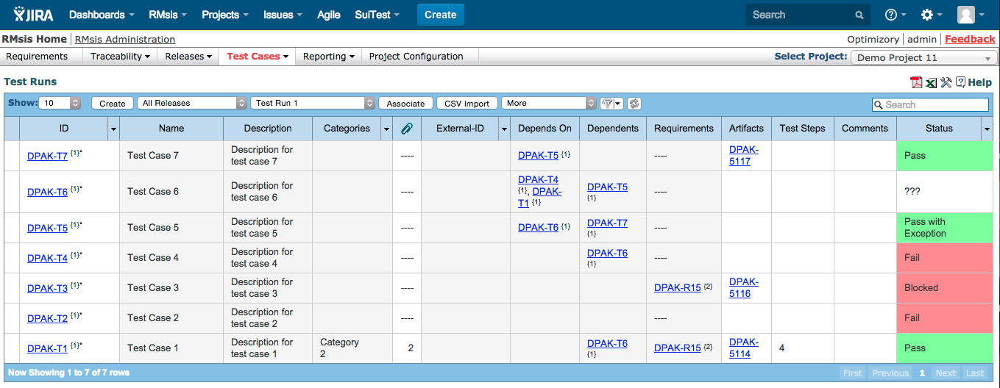 JIRA Dashboards RMsis Projects Issues Agile SuiTest Create Search
RMsis Home | RMsis Administration Optimizory | admin | Feedback
Requirements Traceability Releases Test Cases Reporting Project Configuration Select Project: Demo Project 11
Test Runs Help
Show: 10 Create All Releases Test Run 1 Associate CSV Import More Search
ID Name Description Categories External-ID Depends On Dependents Requirements Artifacts Test Steps Comments Status
DPAK-T7 {1}* Test Case 7 Description for test case 7 ---- DPAK-T5 {1} ---- DPAK-5117 Pass
DPAK-T6 {1}* Test Case 6 Description for test case 6 ---- DPAK-T4 {1}, DPAK-T1 {1} DPAK-T5 {1} ---- ???
DPAK-T5 {1}* Test Case 5 Description for test case 5 ---- DPAK-T6 {1} DPAK-T7 {1} ---- Pass with Exception
DPAK-T4 {1}* Test Case 4 Description for test case 4 ---- DPAK-T6 {1} ---- Fail
DPAK-T3 {1}* Test Case 3 Description for test case 3 ---- DPAK-R15 {2} DPAK-5116 Blocked
DPAK-T2 {1}* Test Case 2 Description for test case 2 ---- ---- Fail
DPAK-T1 {1}* Test Case 1 Description for test case 1 Category 2 2 DPAK-T6 {1} DPAK-R15 {2} DPAK-5114 4 Pass
Now Showing 1 to 7 of 7 rows First Previous 1 Next Last